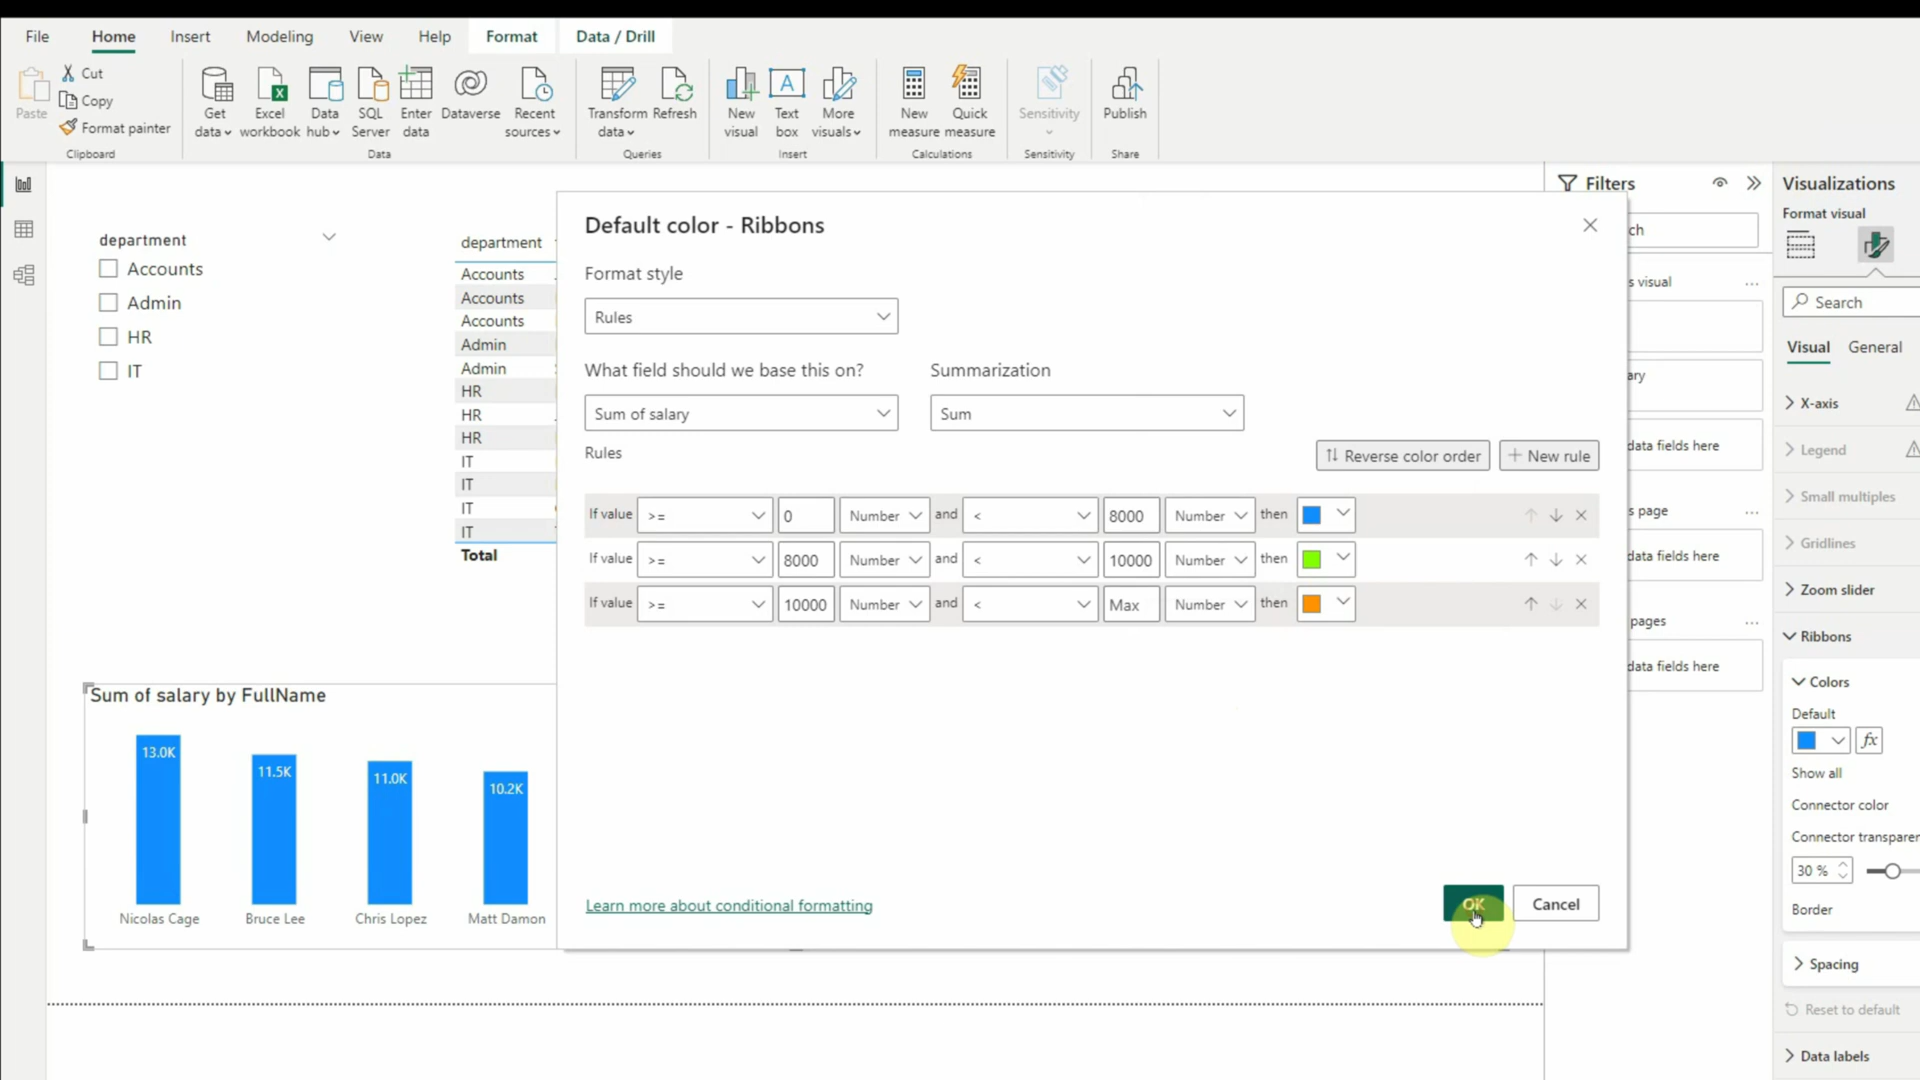 File Home Insert Modeling View Help Format Data / Drill
Paste
Cut
Copy
Format painter
Clipboard
Get data
Excel workbook
Data hub
SQL Server
Enter data
Dataverse
Recent sources
Data
Transform data
Refresh
Queries
New visual
Text box
More visuals
Insert
New measure
Quick measure
Calculations
Sensitivity
Sensitivity
Publish
Share
department
Accounts
Admin
HR
IT
department
Accounts
Accounts
Accounts
Admin
Admin
HR
HR
HR
IT
IT
IT
IT
Total
Sum of salary by FullName
13.0K
11.5K
11.0K
10.2K
Nicolas Cage Bruce Lee Chris Lopez Matt Damon
Default color - Ribbons
Format style
Rules
What field should we base this on? Summarization
Sum of salary Sum
Rules
Reverse color order New rule
If value >= 0 Number and < 8000 Number then
If value >= 8000 Number and < 10000 Number then
If value >= 10000 Number and < Max Number then
Learn more about conditional formatting
OK Cancel
Filters
ch
s visual
ary
data fields here
s page
data fields here
pages
data fields here
Visualizations
Format visual
Search
Visual General
X-axis
Legend
Small multiples
Gridlines
Zoom slider
Ribbons
Colors
Default
fx
Show all
Connector color
Connector transparen
30 %
Border
Spacing
Reset to default
Data labels